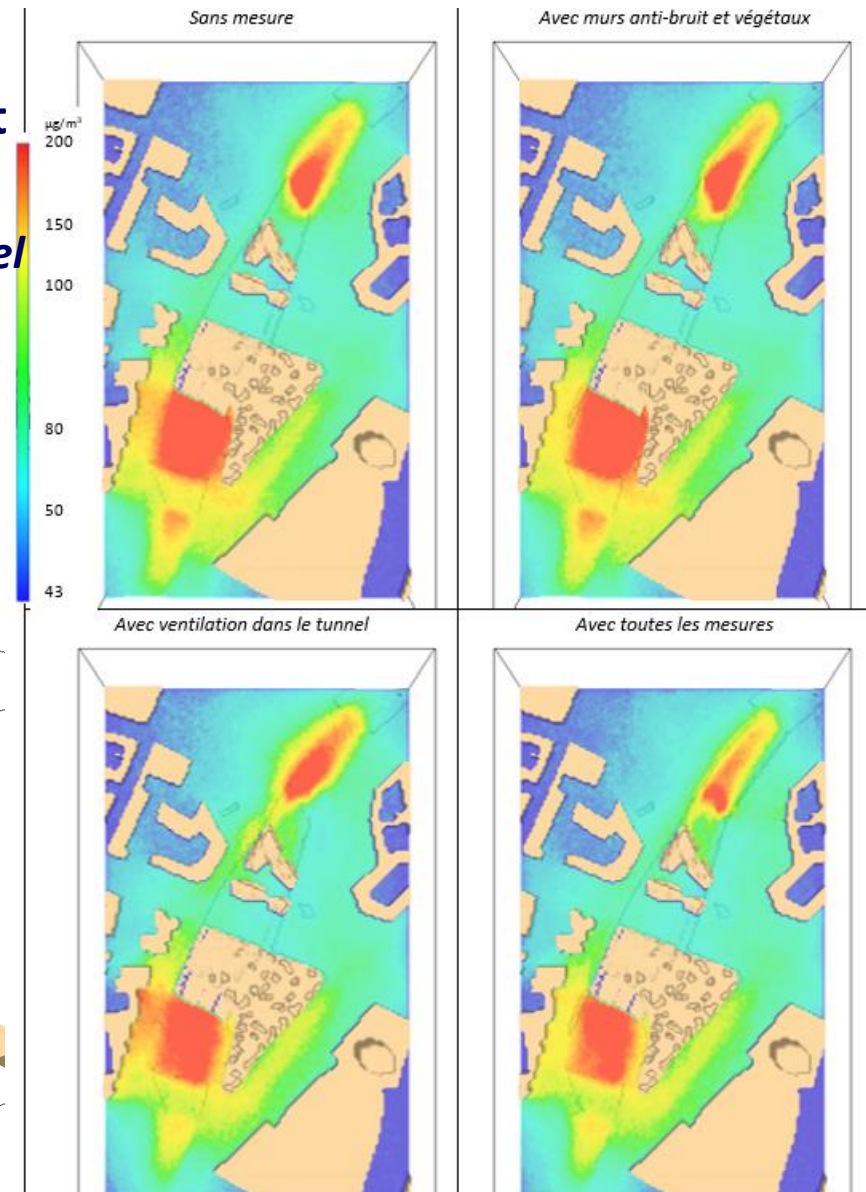 Sans mesure
Avec murs anti-bruit et végétaux
t
el
µg/m³
200
150
100
80
50
43
Avec ventilation dans le tunnel
Avec toutes les mesures